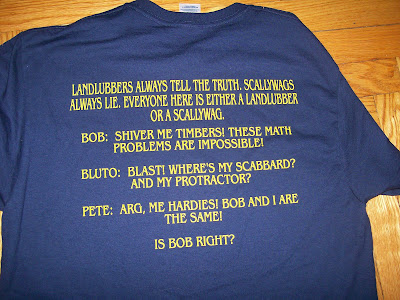 LANDLUBBERS ALWAYS TELL THE TRUTH. SCALLYWAGS
ALWAYS LIE. EVERYONE HERE IS EITHER A LANDLUBBER
OR A SCALLYWAG.
BOB: SHIVER ME TIMBERS! THESE MATH
PROBLEMS ARE IMPOSSIBLE!
BLUTO: BLAST! WHERE'S MY SCABBARD?
AND MY PROTRACTOR?
PETE: ARG, ME HARDIES! BOB AND I ARE
THE SAME!
IS BOB RIGHT?